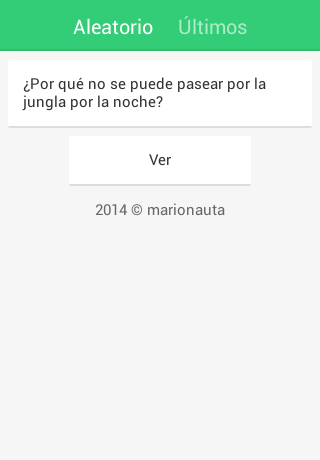 Aleatorio Últimos
¿Por qué no se puede pasear por la
jungla por la noche?
Ver
2014 © marionauta